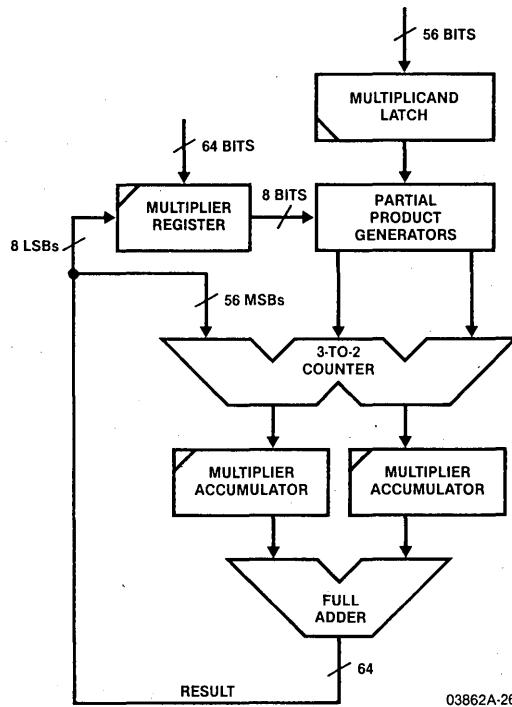 56 BITS
MULTIPLICAND
LATCH
64 BITS
MULTIPLIER
REGISTER
8 BITS
PARTIAL
PRODUCT
GENERATORS
8 LSBs
56 MSBs
3-TO-2
COUNTER
MULTIPLIER
ACCUMULATOR
MULTIPLIER
ACCUMULATOR
FULL
ADDER
64
RESULT
03862A-26